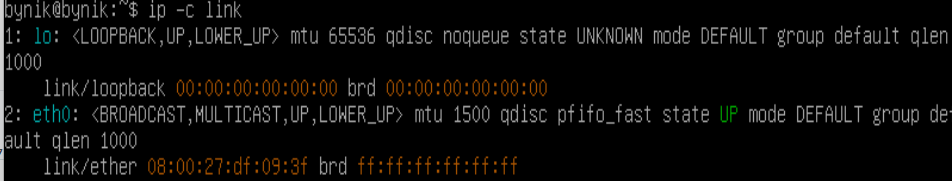 bynik@bynik:~$ ip -c link
1: lo: <LOOPBACK,UP,LOWER_UP> mtu 65536 qdisc noqueue state UNKNOWN mode DEFAULT group default qlen
1000
link/loopback 00:00:00:00:00:00 brd 00:00:00:00:00:00
2: eth0: <BROADCAST,MULTICAST,UP,LOWER_UP> mtu 1500 qdisc pfifo_fast state UP mode DEFAULT group def
ault qlen 1000
link/ether 08:00:27:df:09:3f brd ff:ff:ff:ff:ff:ff